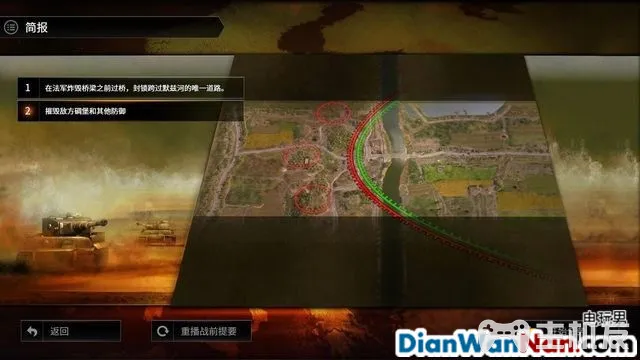 简报
1 在法军炸毁桥梁之前过桥，封锁跨过默兹河的唯一道路。
2 摧毁敌方碉堡和其他防御
返回
重播战前提要
电玩男
DianWanNan.com